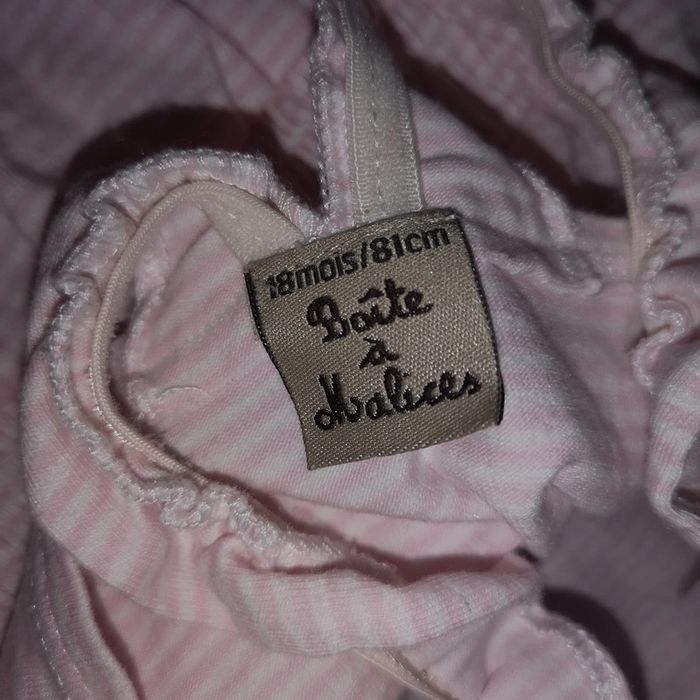 18mois/81cm
Boîte
à
Malices